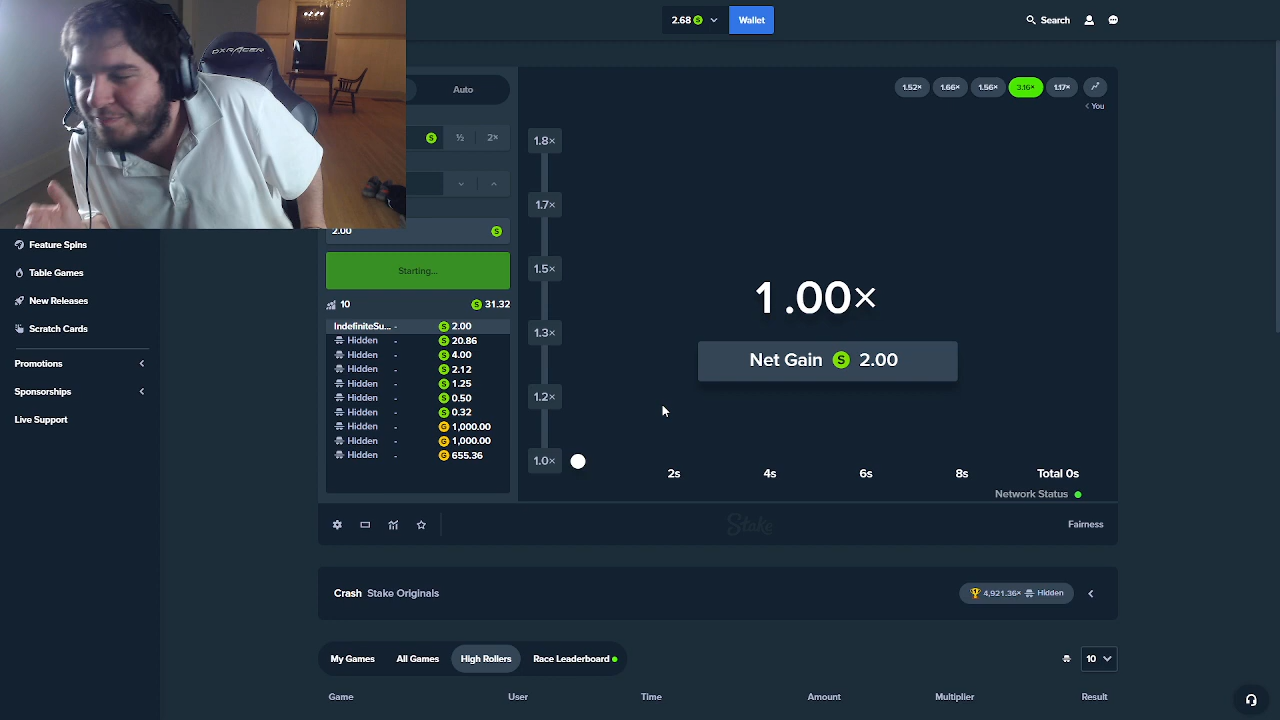 2.68 S
Wallet
Search
DXRACER
Auto
1.52×
1.66×
1.56×
3.16×
1.17×
You
S
½
2×
2.00
S
Starting...
10
S 31.32
IndefiniteSu... - S 2.00
Hidden - S 20.86
Hidden - S 4.00
Hidden - S 2.12
Hidden - S 1.25
Hidden - S 0.50
Hidden - S 0.32
Hidden - G 1,000.00
Hidden - G 1,000.00
Hidden - G 655.36
Feature Spins
Table Games
New Releases
Scratch Cards
Promotions
Sponsorships
Live Support
1.8×
1.7×
1.5×
1.3×
1.2×
1.0×
1.00×
Net Gain S 2.00
2s
4s
6s
8s
Total 0s
Network Status
Stake
Fairness
Crash Stake Originals
4,921.36× Hidden
My Games
All Games
High Rollers
Race Leaderboard
10
Game
User
Time
Amount
Multiplier
Result